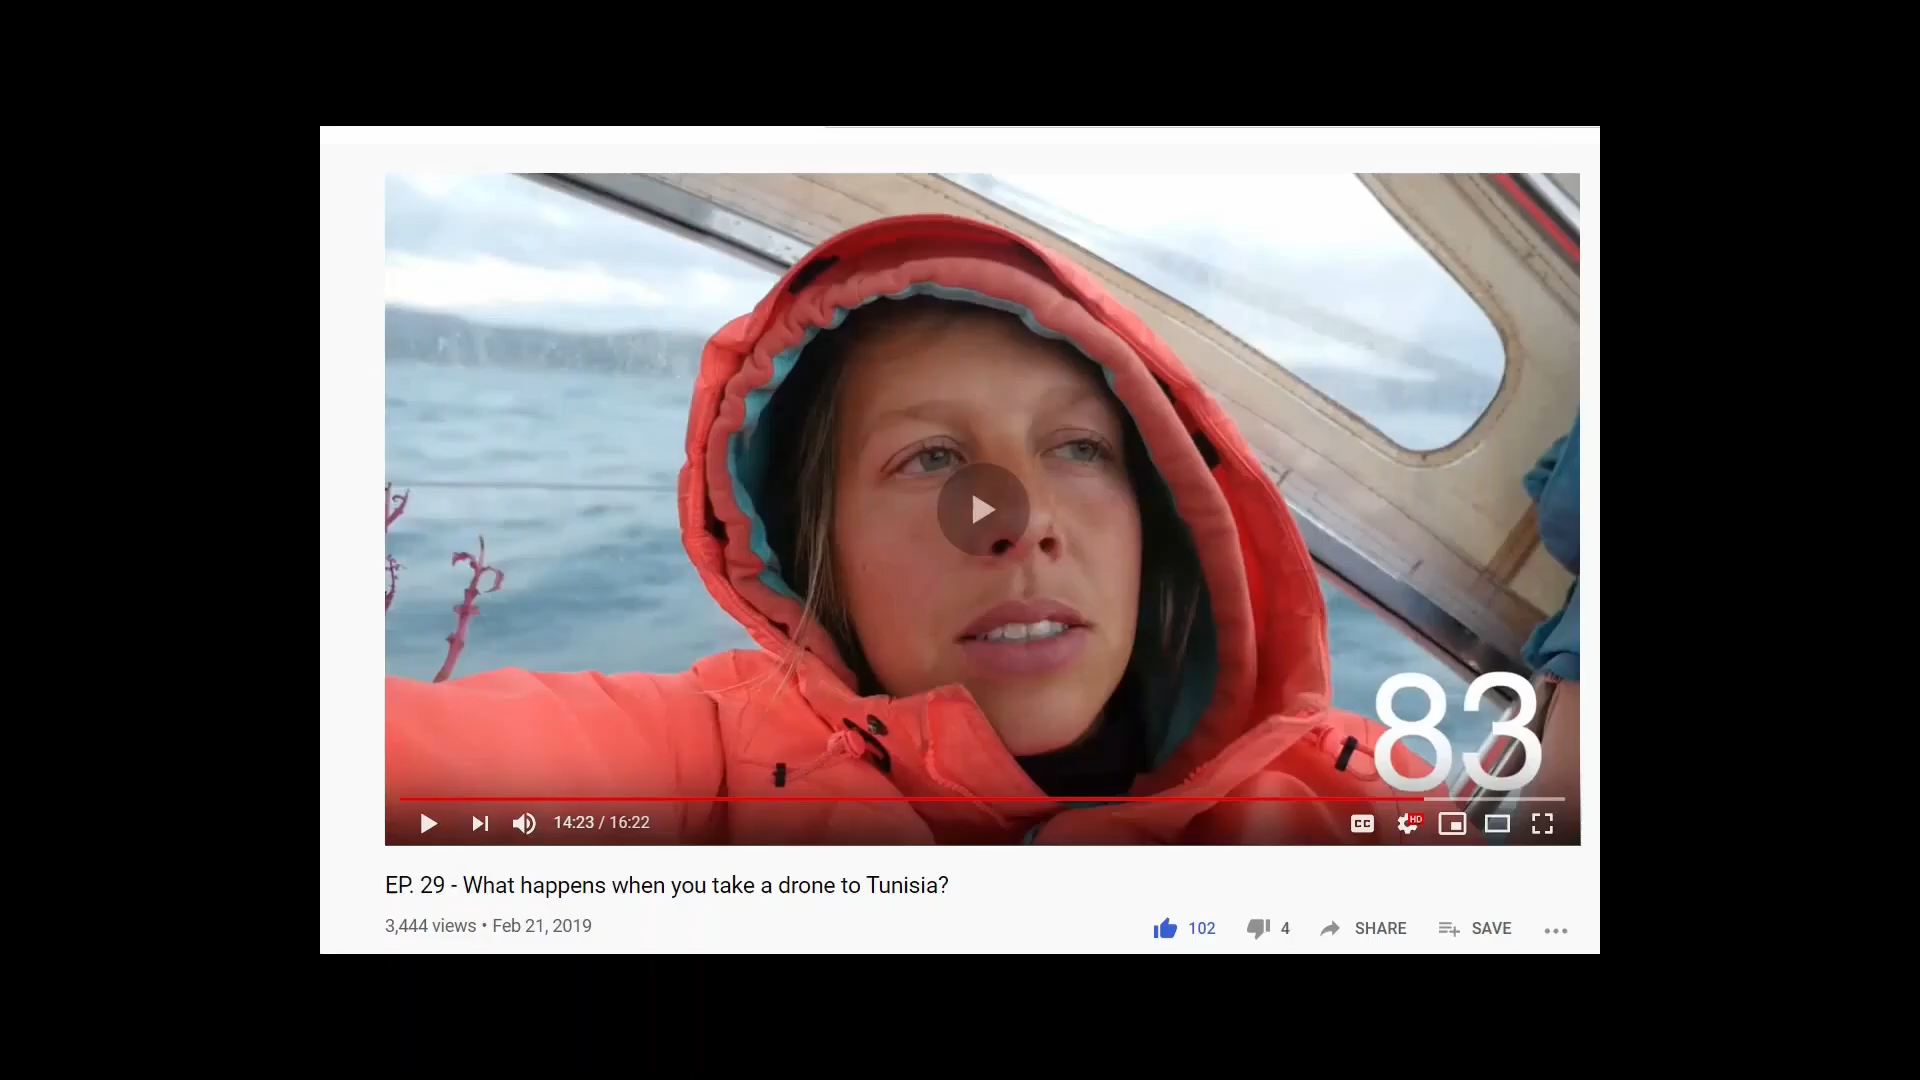 83
14:23 / 16:22
CC
HD
EP. 29 - What happens when you take a drone to Tunisia?
3,444 views • Feb 21, 2019
102
4
SHARE
SAVE